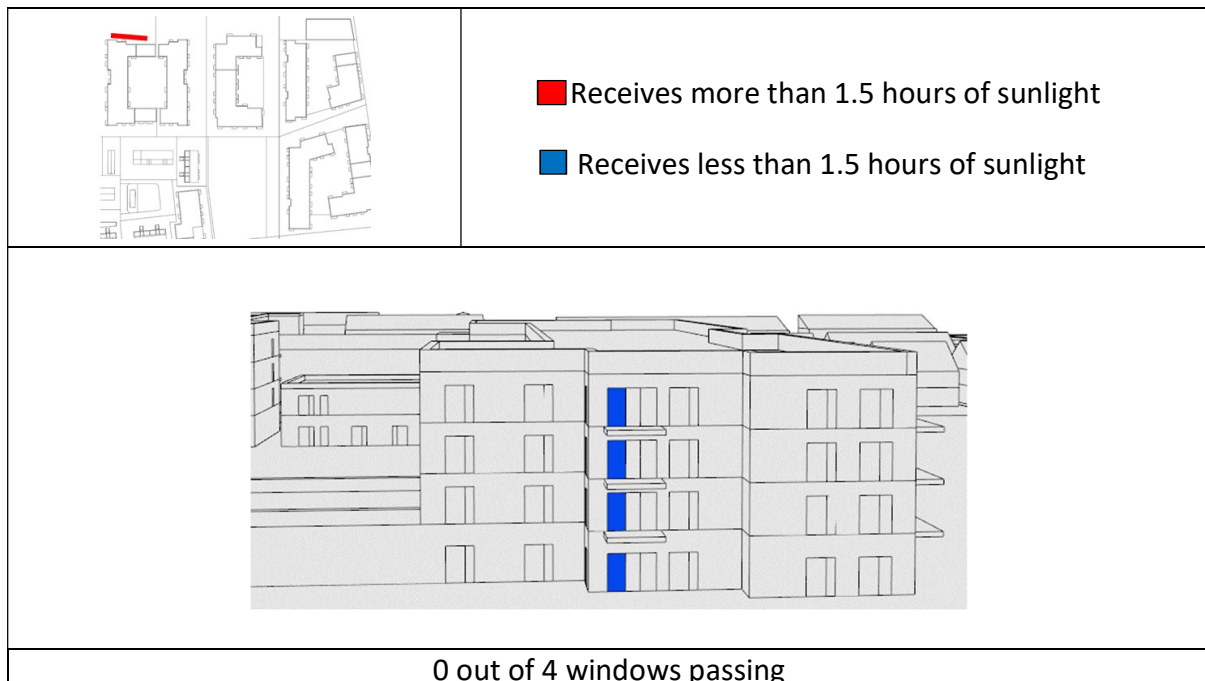 Receives more than 1.5 hours of sunlight
Receives less than 1.5 hours of sunlight
0 out of 4 windows passing